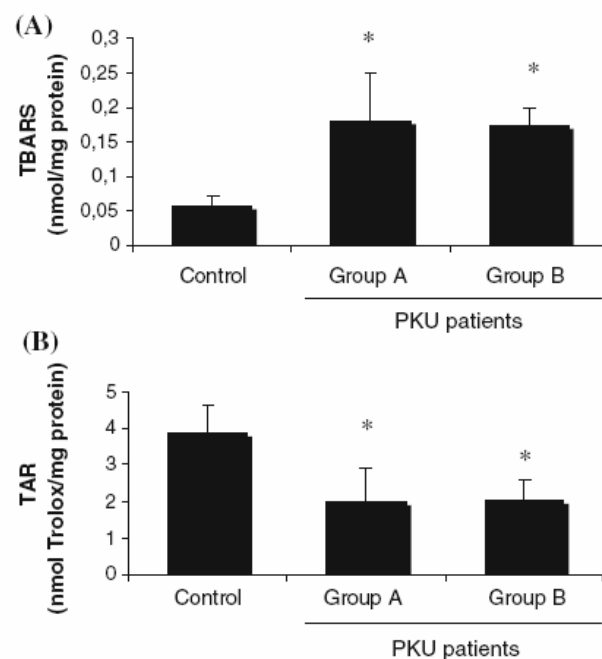 (A)
TBARS
(nmol/mg protein)
0,3
0,25
0,2
0,15
0,1
0,05
0
*
*
Control
Group A
Group B
PKU patients
(B)
TAR
(nmol Trolox/mg protein)
5
4
3
2
1
0
*
*
Control
Group A
Group B
PKU patients